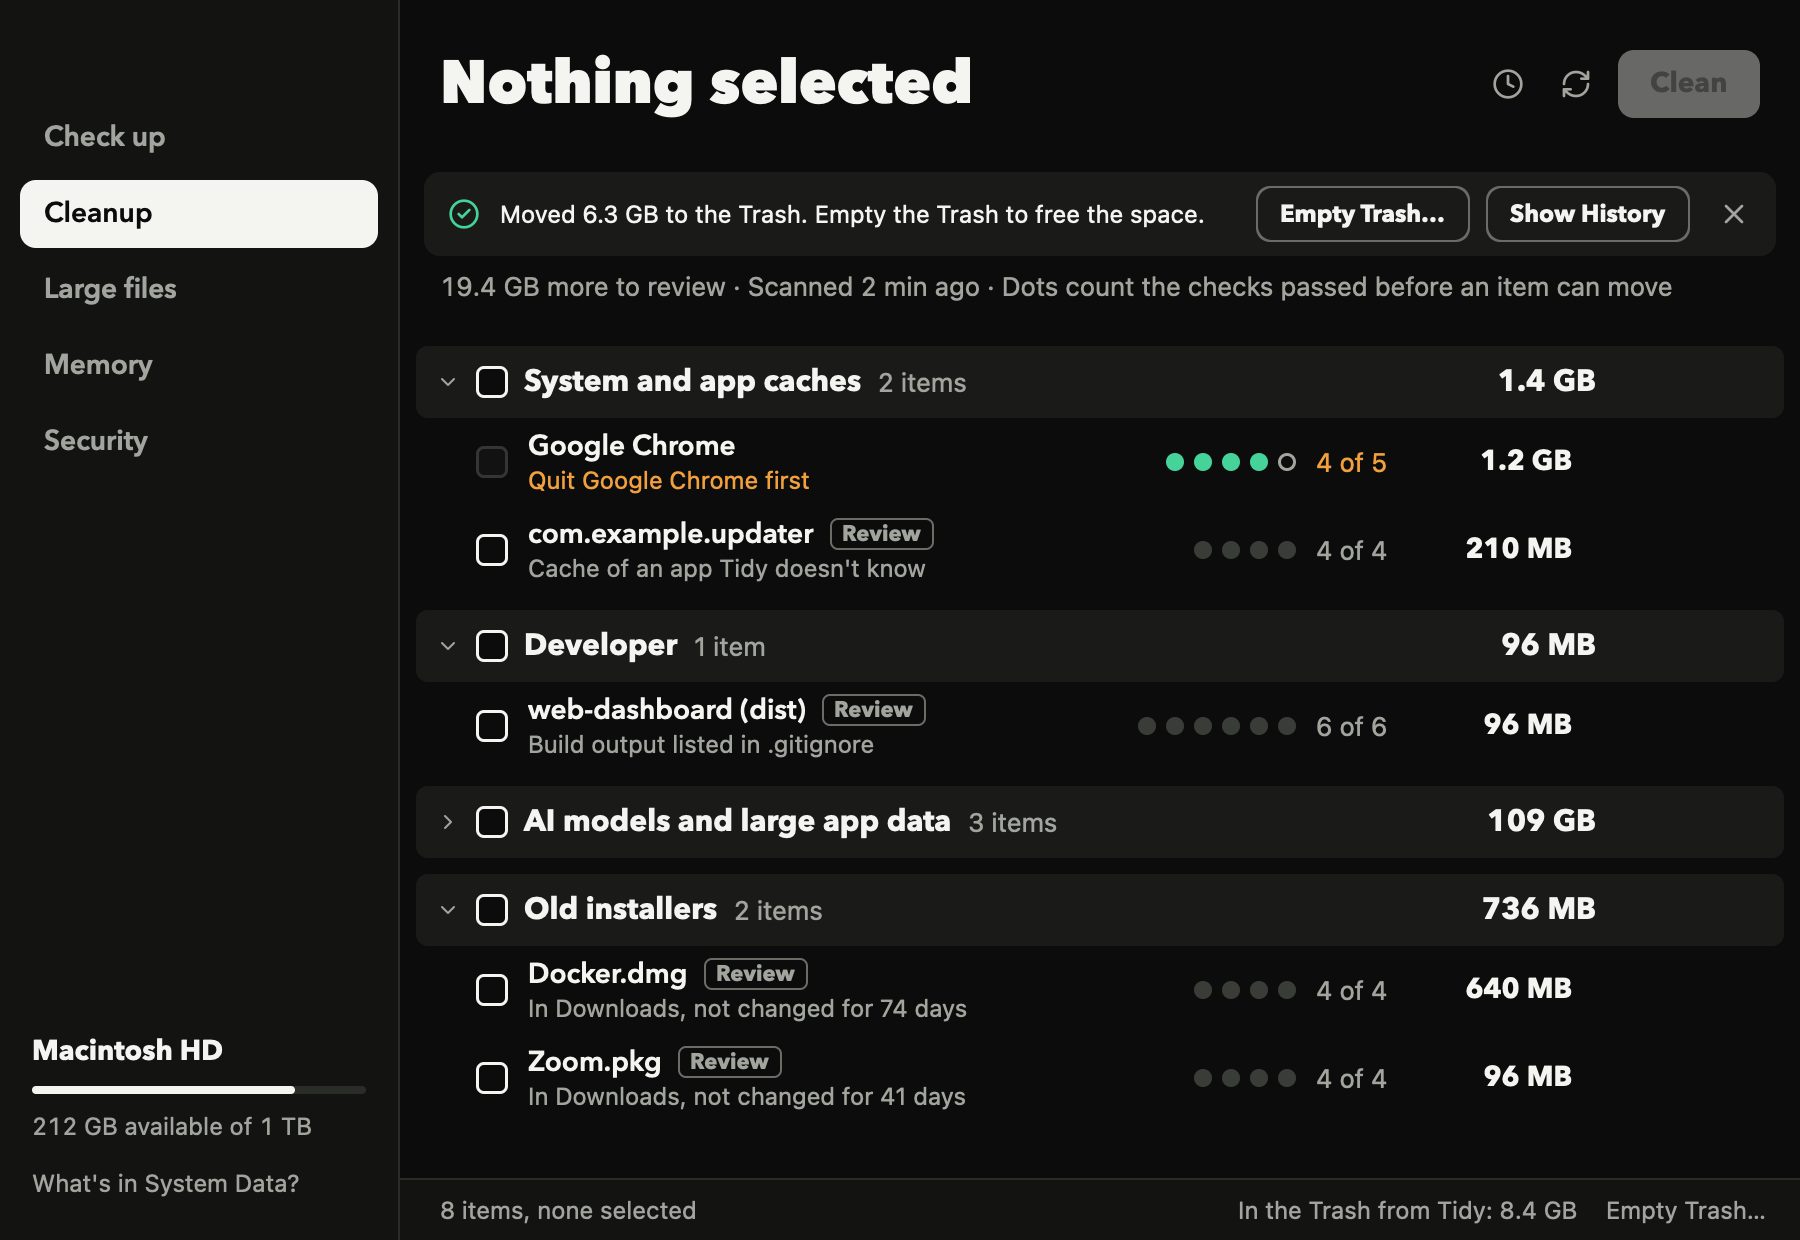 Nothing selected
Clean
Check up
Cleanup
Large files
Memory
Security
Moved 6.3 GB to the Trash. Empty the Trash to free the space.
Empty Trash...
Show History
19.4 GB more to review · Scanned 2 min ago · Dots count the checks passed before an item can move
System and app caches 2 items 1.4 GB
Google Chrome
Quit Google Chrome first
4 of 5 1.2 GB
com.example.updater Review
Cache of an app Tidy doesn't know
4 of 4 210 MB
Developer 1 item 96 MB
web-dashboard (dist) Review
Build output listed in .gitignore
6 of 6 96 MB
AI models and large app data 3 items 109 GB
Old installers 2 items 736 MB
Docker.dmg Review
In Downloads, not changed for 74 days
4 of 4 640 MB
Zoom.pkg Review
In Downloads, not changed for 41 days
4 of 4 96 MB
Macintosh HD
212 GB available of 1 TB
What's in System Data?
8 items, none selected
In the Trash from Tidy: 8.4 GB Empty Trash...